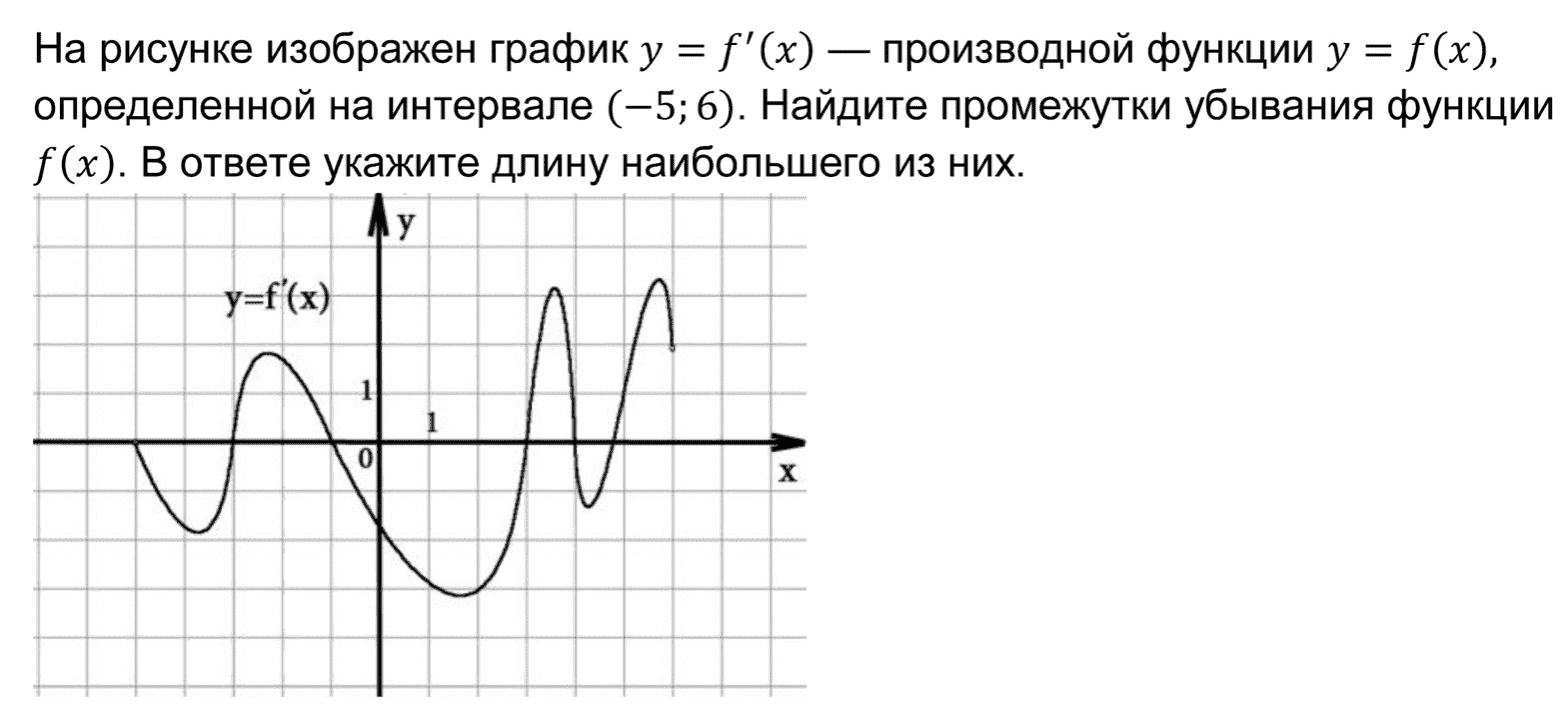 На рисунке изображен график y = f′(x) — производной функции y = f(x),
определенной на интервале (−5; 6). Найдите промежутки убывания функции
f(x). В ответе укажите длину наибольшего из них.
y
y=f′(x)
1
1
0
x